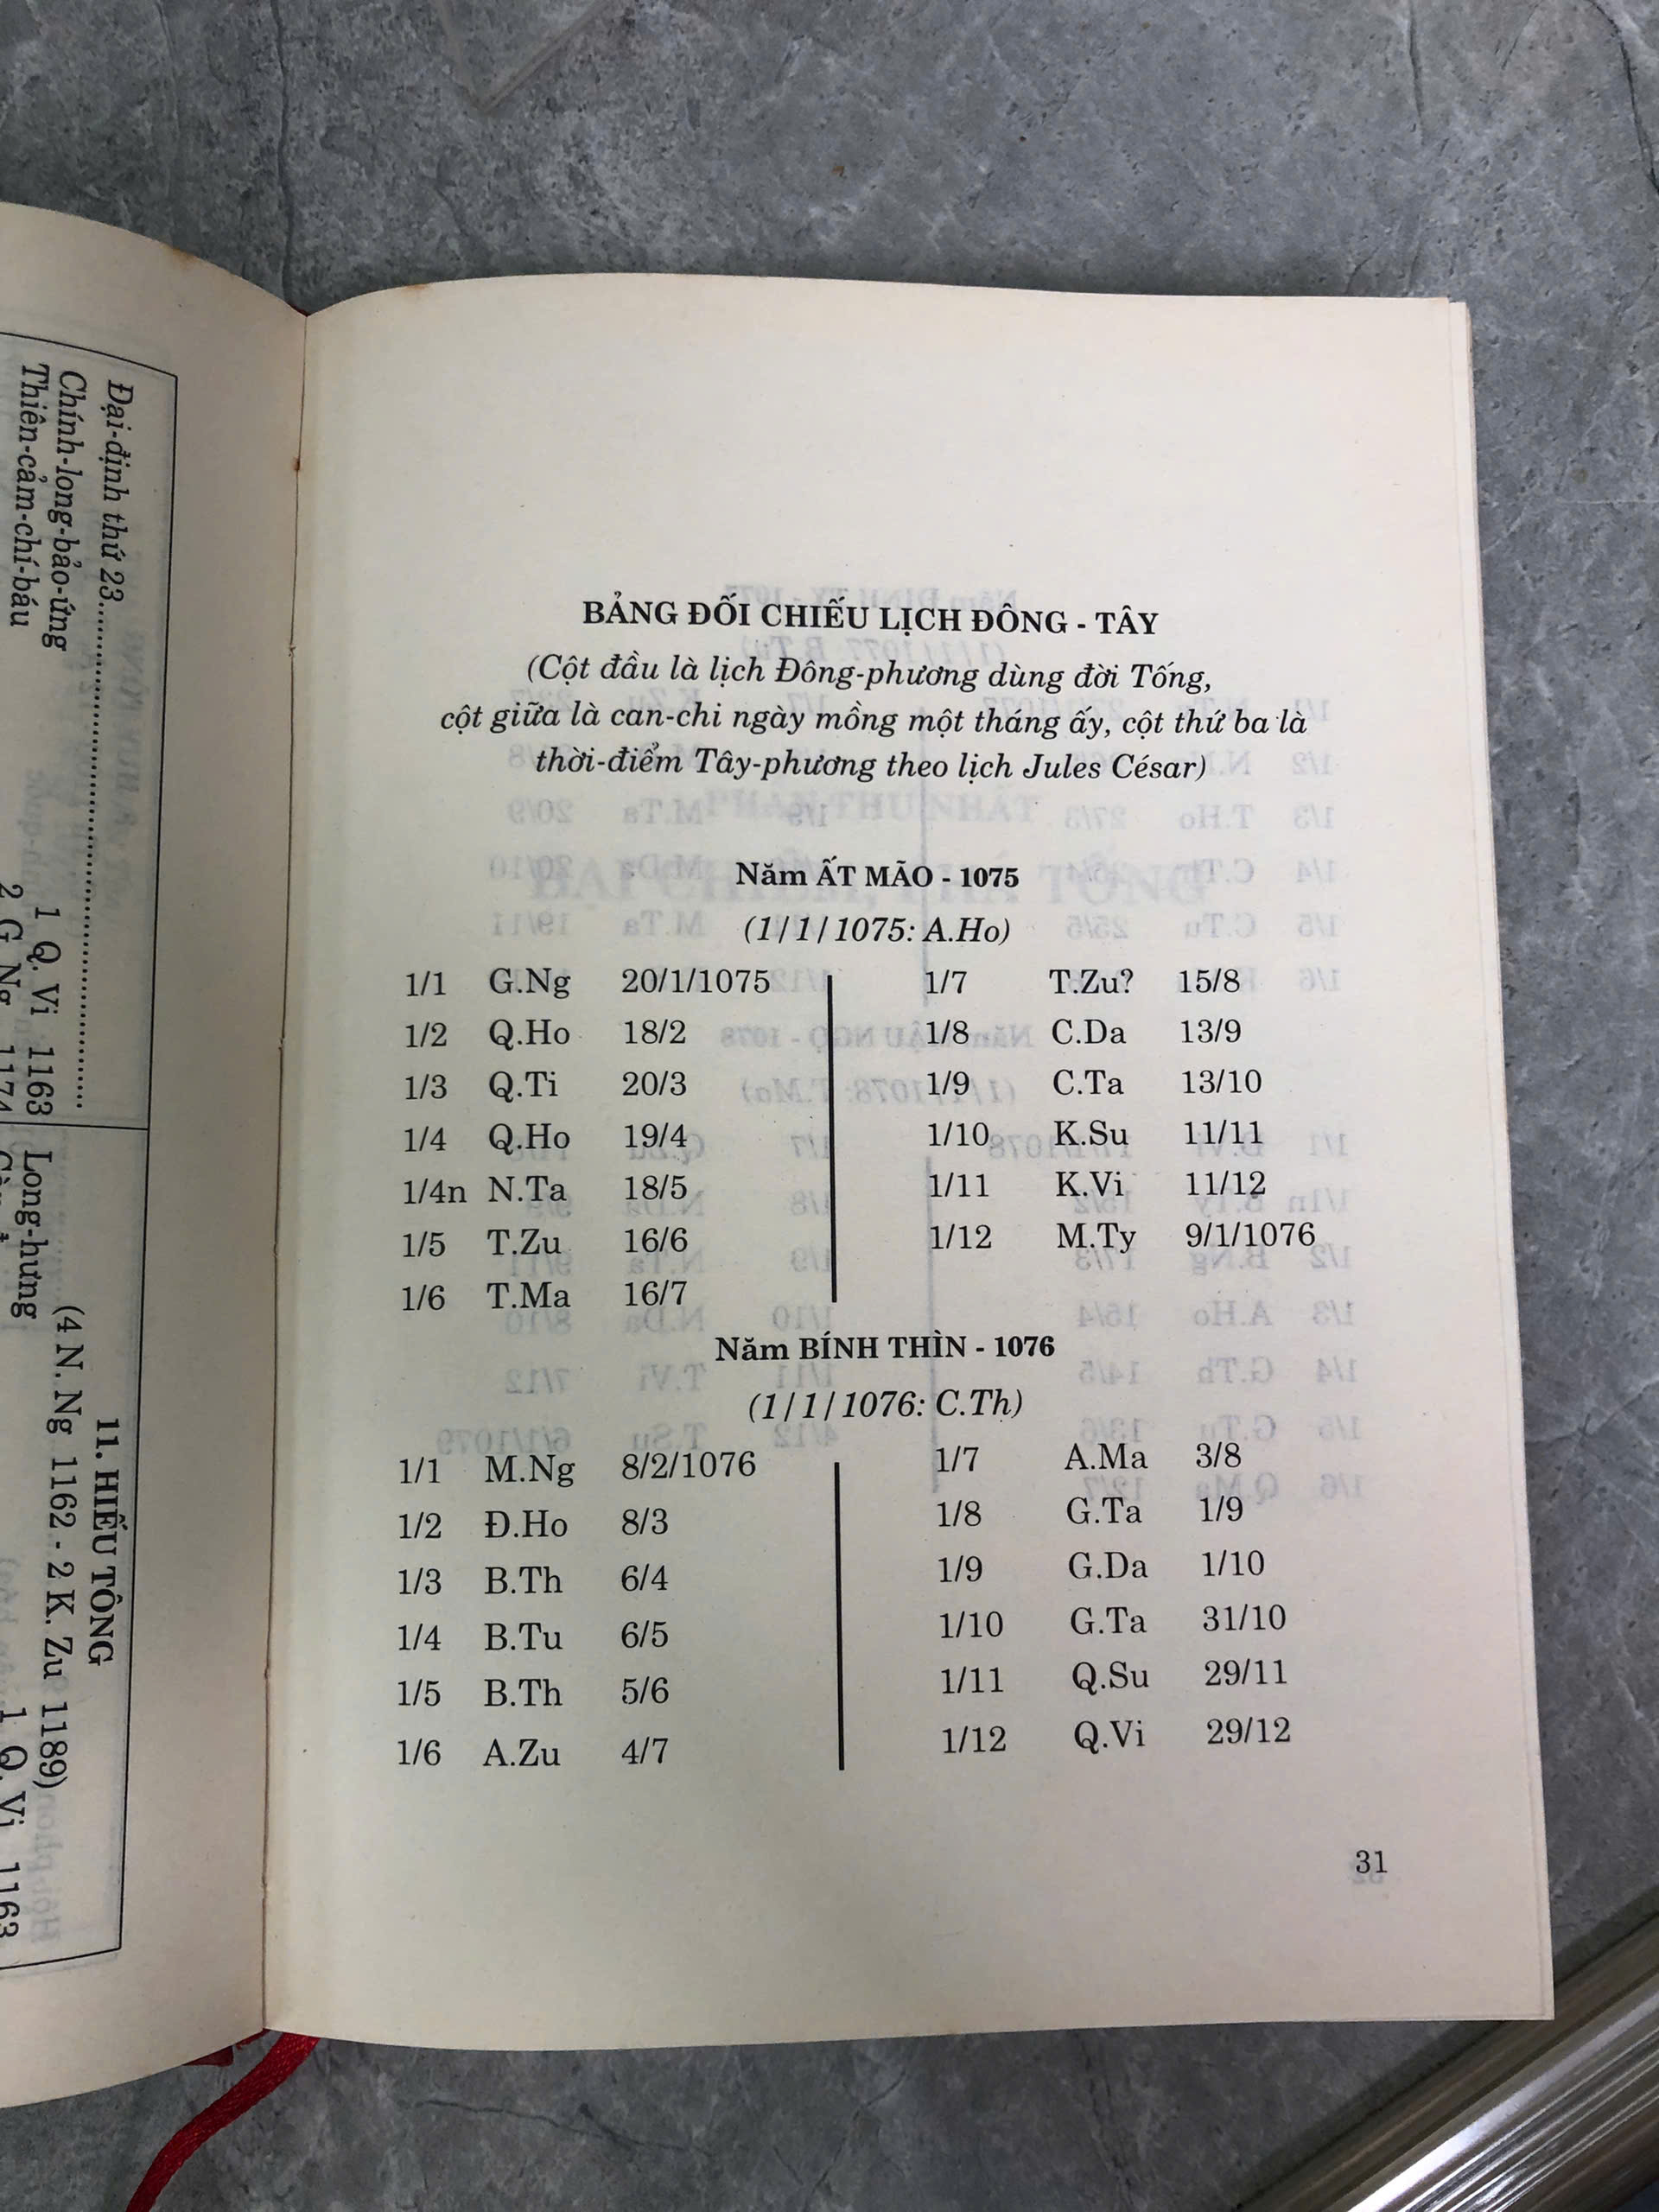 Đại-định thứ 23
Chính-long-bảo-ứng
Thiên-cảm-chí-báu
1 Q. Vi 1163
2 G Ng 1174
11. HIẾU TÔNG
(4 N. Ng 1162 - 2 K. Zu 1189)
Long-hưng
1 Q. Vi 1163
BẢNG ĐỐI CHIẾU LỊCH ĐÔNG - TÂY
(Cột đầu là lịch Đông-phương dùng đời Tống,
cột giữa là can-chi ngày mồng một tháng ấy, cột thứ ba là
thời-điểm Tây-phương theo lịch Jules César)
Năm ẤT MÃO - 1075
(1/1/1075: A.Ho)
1/1 G.Ng 20/1/1075
1/2 Q.Ho 18/2
1/3 Q.Ti 20/3
1/4 Q.Ho 19/4
1/4n N.Ta 18/5
1/5 T.Zu 16/6
1/6 T.Ma 16/7
1/7 T.Zu? 15/8
1/8 C.Da 13/9
1/9 C.Ta 13/10
1/10 K.Su 11/11
1/11 K.Vi 11/12
1/12 M.Ty 9/1/1076
Năm BÍNH THÌN - 1076
(1/1/1076: C.Th)
1/1 M.Ng 8/2/1076
1/2 Đ.Ho 8/3
1/3 B.Th 6/4
1/4 B.Tu 6/5
1/5 B.Th 5/6
1/6 A.Zu 4/7
1/7 A.Ma 3/8
1/8 G.Ta 1/9
1/9 G.Da 1/10
1/10 G.Ta 31/10
1/11 Q.Su 29/11
1/12 Q.Vi 29/12
31